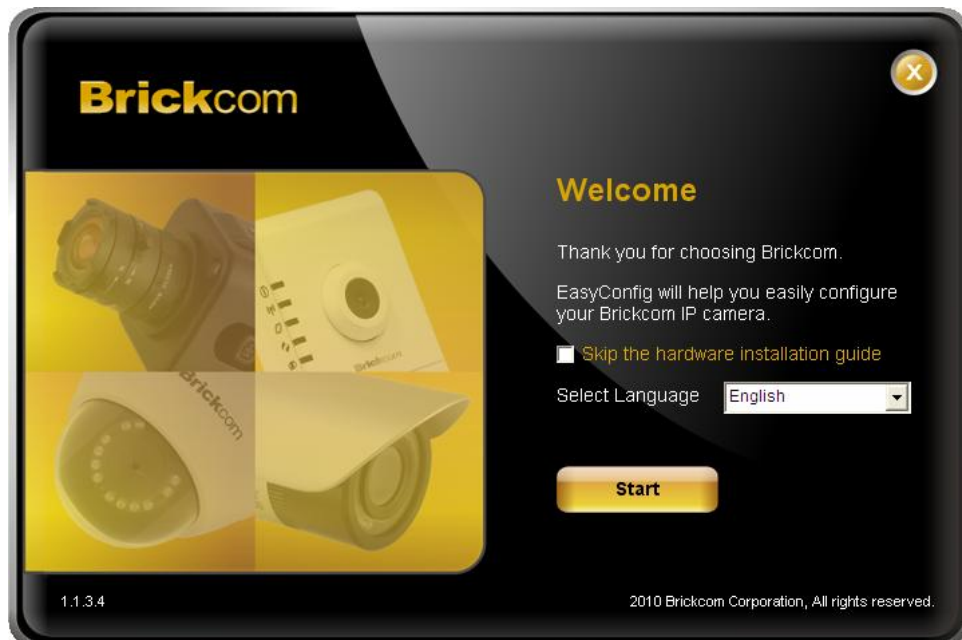 Brickcom
Welcome
Thank you for choosing Brickcom.
EasyConfig will help you easily configure
your Brickcom IP camera.
Skip the hardware installation guide
Select Language English
Start
Brickcom
Brickcom
1.1.3.4
2010 Brickcom Corporation, All rights reserved.